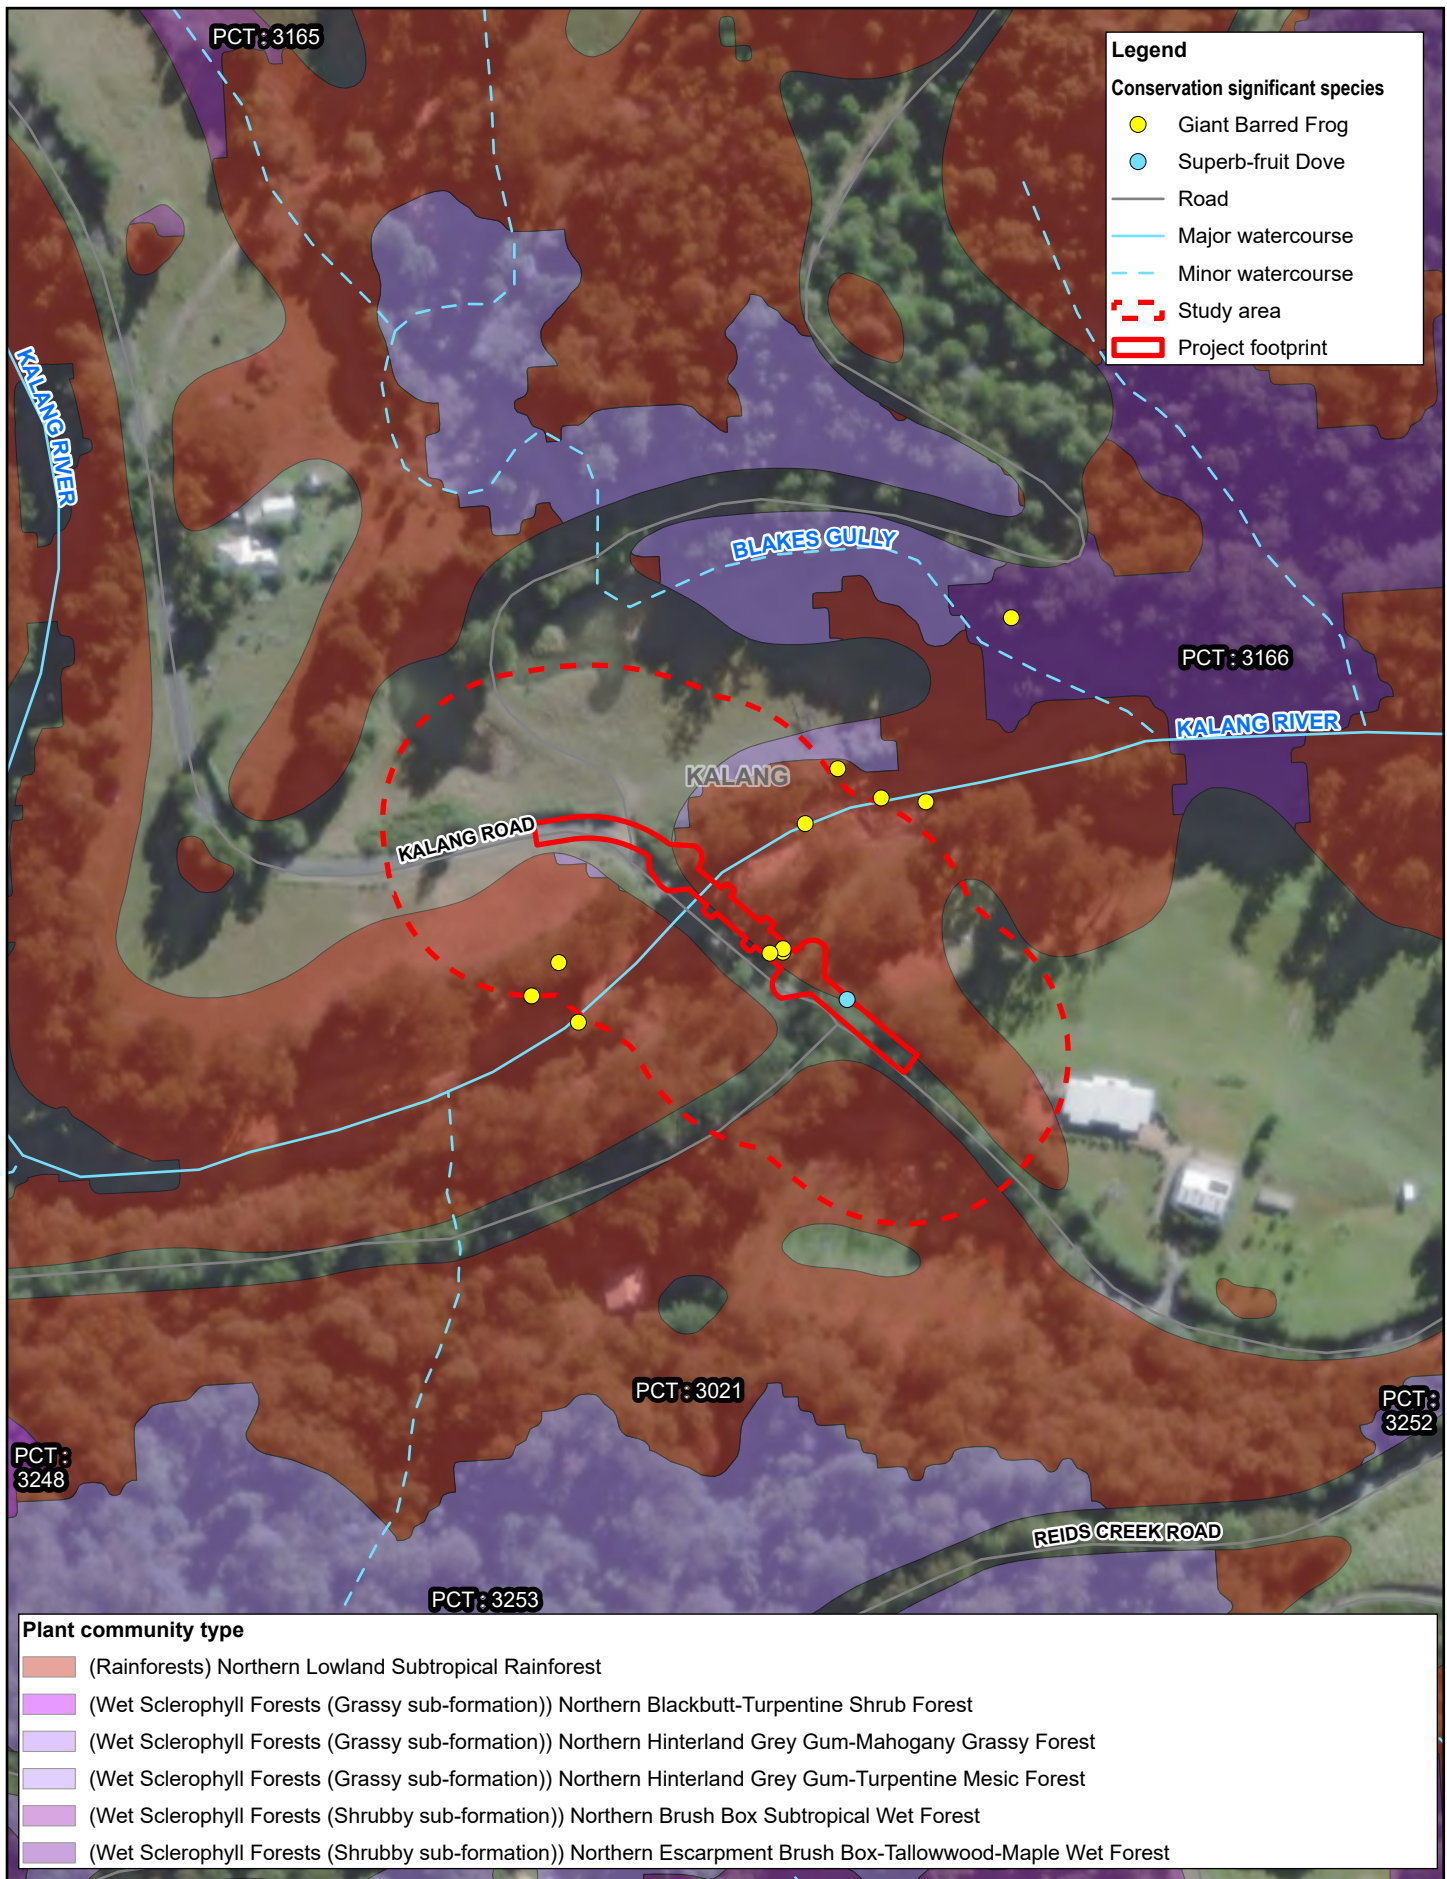 PCT : 3165
Legend
Conservation significant species
Giant Barred Frog
Superb-fruit Dove
Road
Major watercourse
Minor watercourse
Study area
Project footprint
KALANG RIVER
BLAKES GULLY
PCT : 3166
KALANG RIVER
KALANG
KALANG ROAD
PCT : 3021
PCT :
3252
PCT :
3248
REIDS CREEK ROAD
PCT : 3253
Plant community type
(Rainforests) Northern Lowland Subtropical Rainforest
(Wet Sclerophyll Forests (Grassy sub-formation)) Northern Blackbutt-Turpentine Shrub Forest
(Wet Sclerophyll Forests (Grassy sub-formation)) Northern Hinterland Grey Gum-Mahogany Grassy Forest
(Wet Sclerophyll Forests (Grassy sub-formation)) Northern Hinterland Grey Gum-Turpentine Mesic Forest
(Wet Sclerophyll Forests (Shrubby sub-formation)) Northern Brush Box Subtropical Wet Forest
(Wet Sclerophyll Forests (Shrubby sub-formation)) Northern Escarpment Brush Box-Tallowwood-Maple Wet Forest